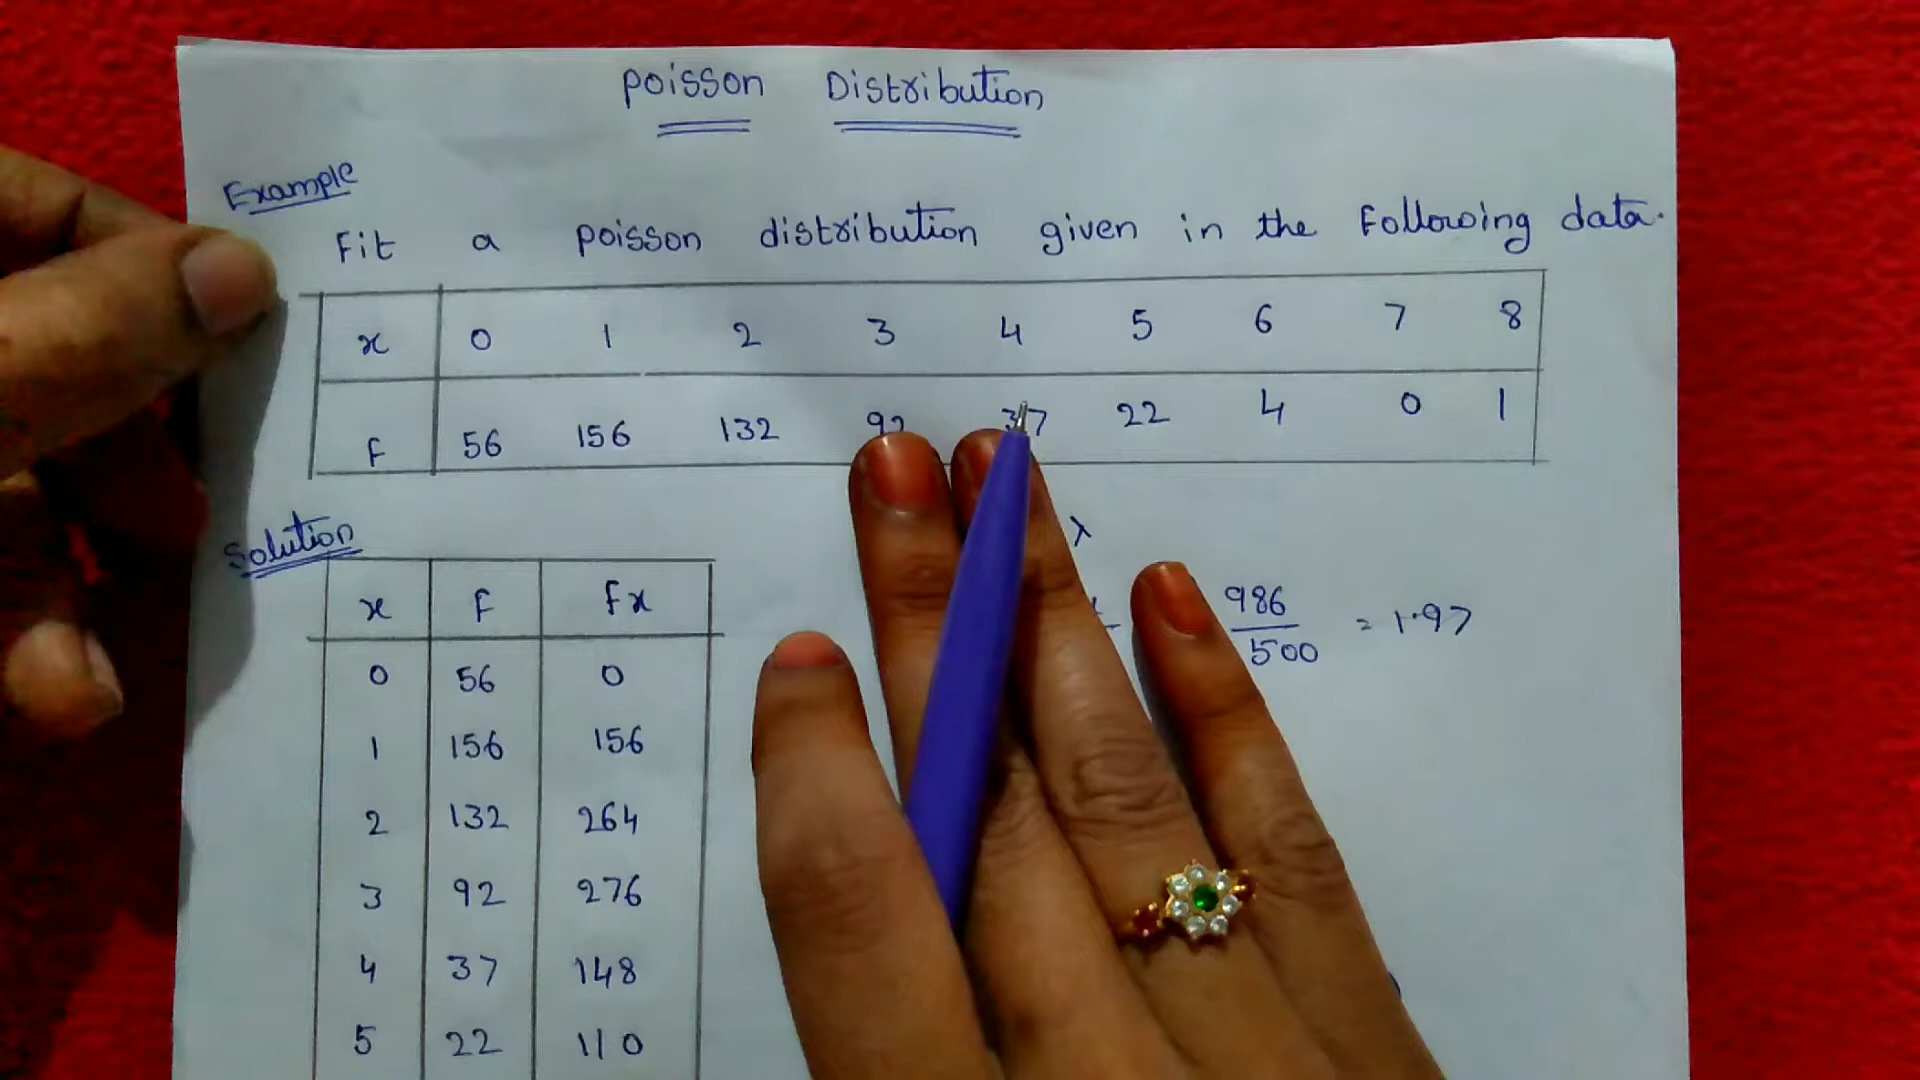 Poisson Distribution
Example
Fit a poisson distribution given in the following data.
x 0 1 2 3 4 5 6 7 8
f 56 156 132 92 37 22 4 0 1
Solution
λ
x f fx
986
= 1.97
500
0 56 0
1 156 156
2 132 264
3 92 276
4 37 148
5 22 110